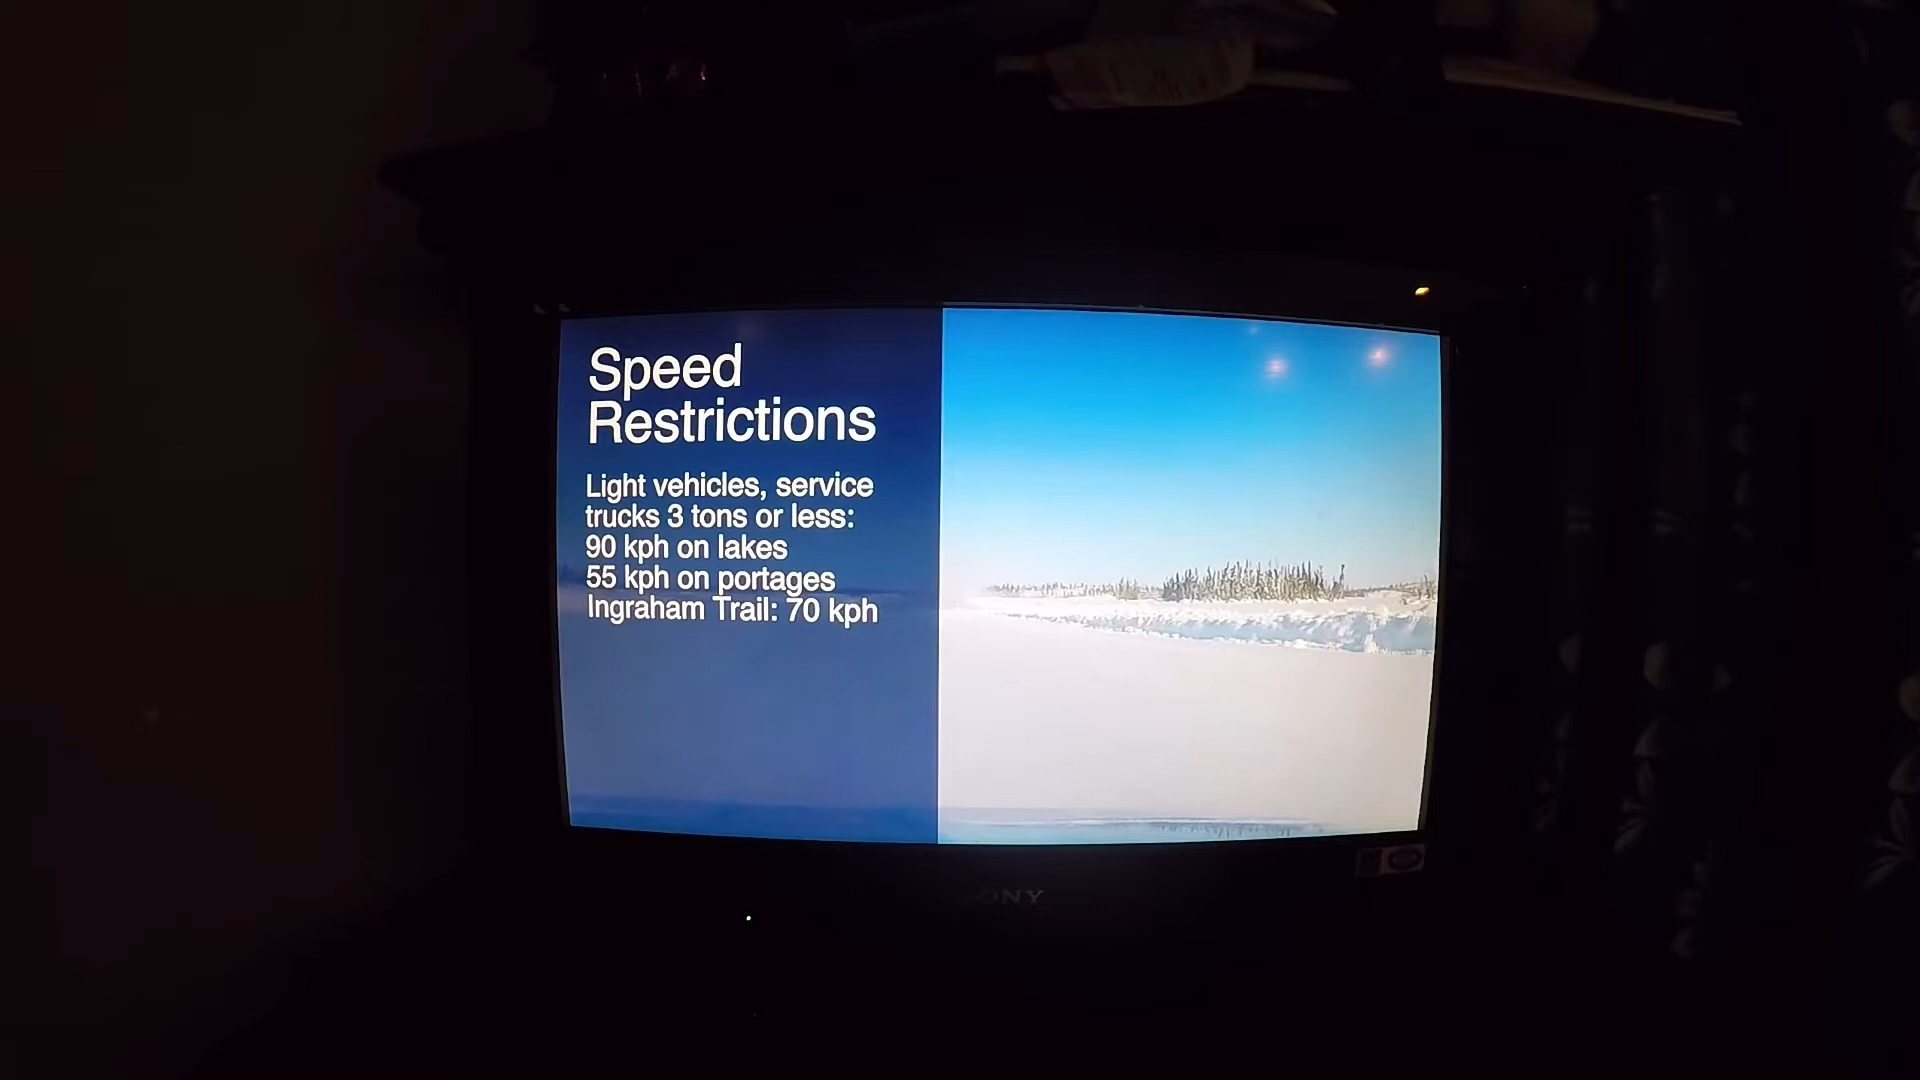 Speed
Restrictions
Light vehicles, service
trucks 3 tons or less:
90 kph on lakes
55 kph on portages
Ingraham Trail: 70 kph
SONY